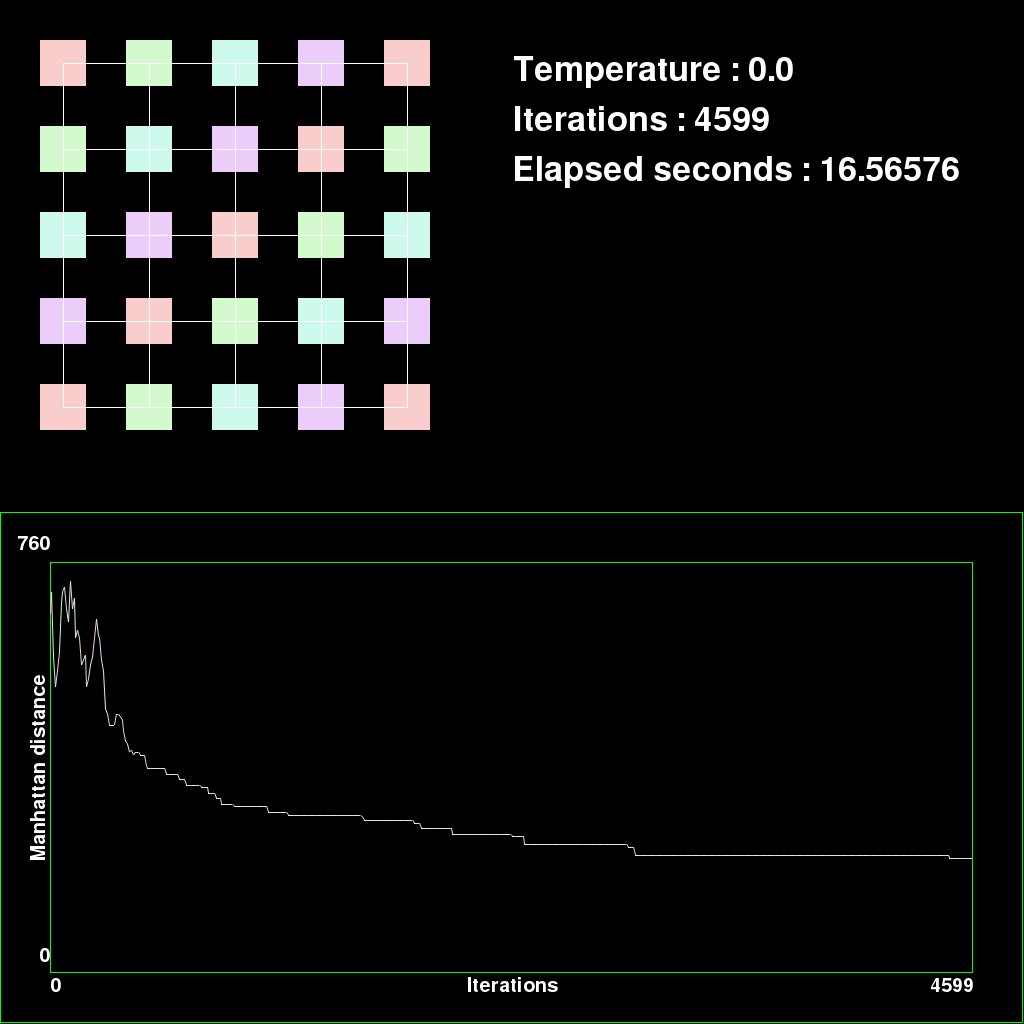 Temperature : 0.0
Iterations : 4599
Elapsed seconds : 16.56576
760
Manhattan distance
0
0
Iterations
4599